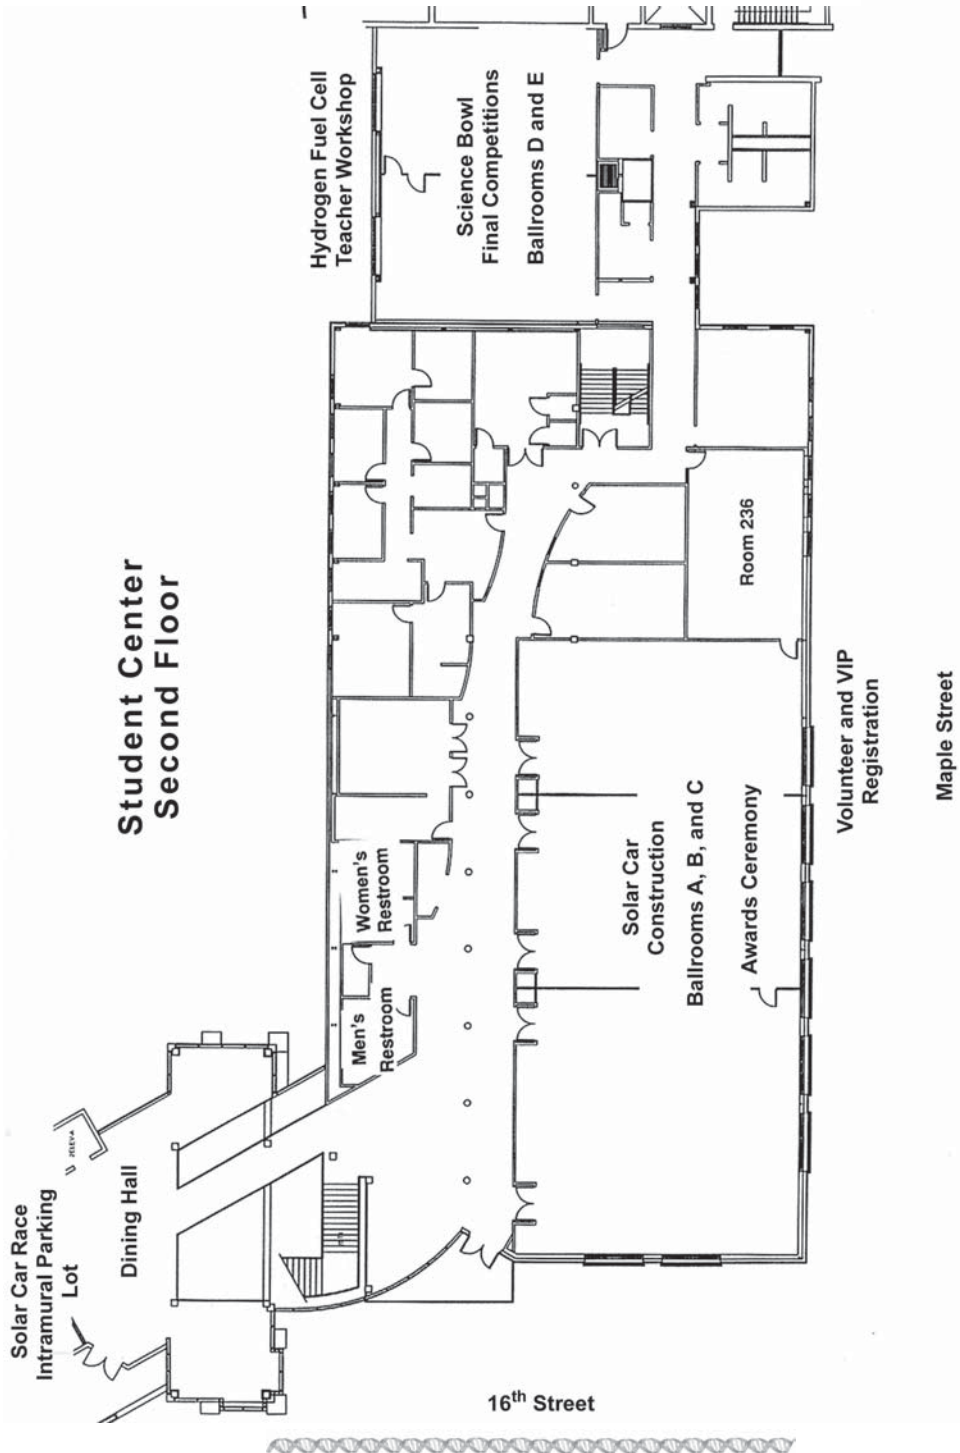 Student Center
Second Floor
Hydrogen Fuel Cell
Teacher Workshop
Science Bowl
Final Competitions
Ballrooms D and E
Room 236
Volunteer and VIP
Registration
Maple Street
Women's
Restroom
Men's
Restroom
Solar Car
Construction
Ballrooms A, B, and C
Awards Ceremony
Solar Car Race
Intramural Parking
Lot
Dining Hall
16th Street